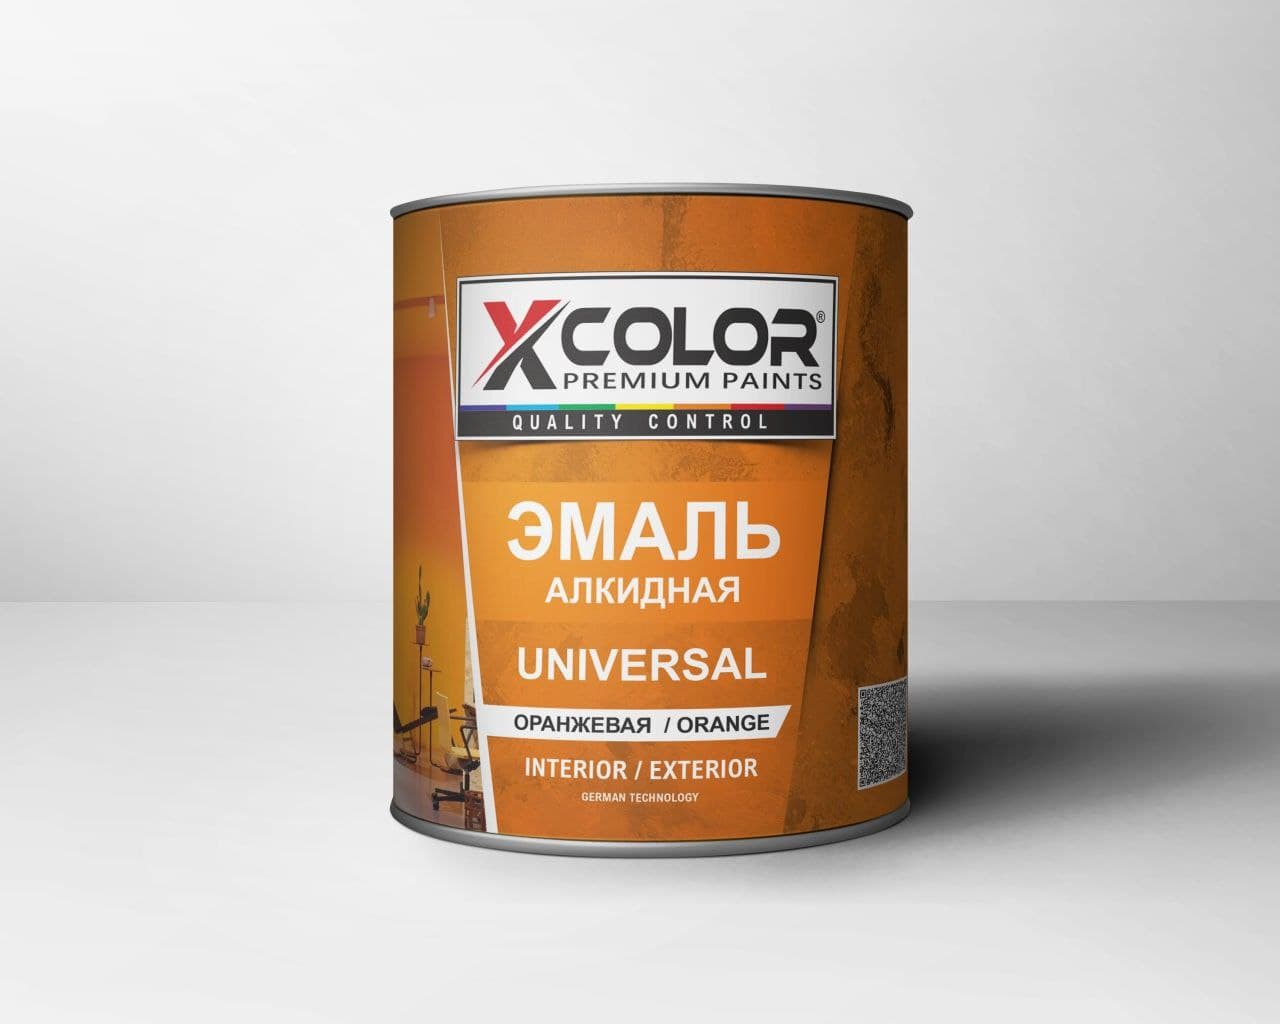 XCOLOR®
PREMIUM PAINTS
QUALITY CONTROL
ЭМАЛЬ
АЛКИДНАЯ
UNIVERSAL
ОРАНЖЕВАЯ / ORANGE
INTERIOR / EXTERIOR
GERMAN TECHNOLOGY